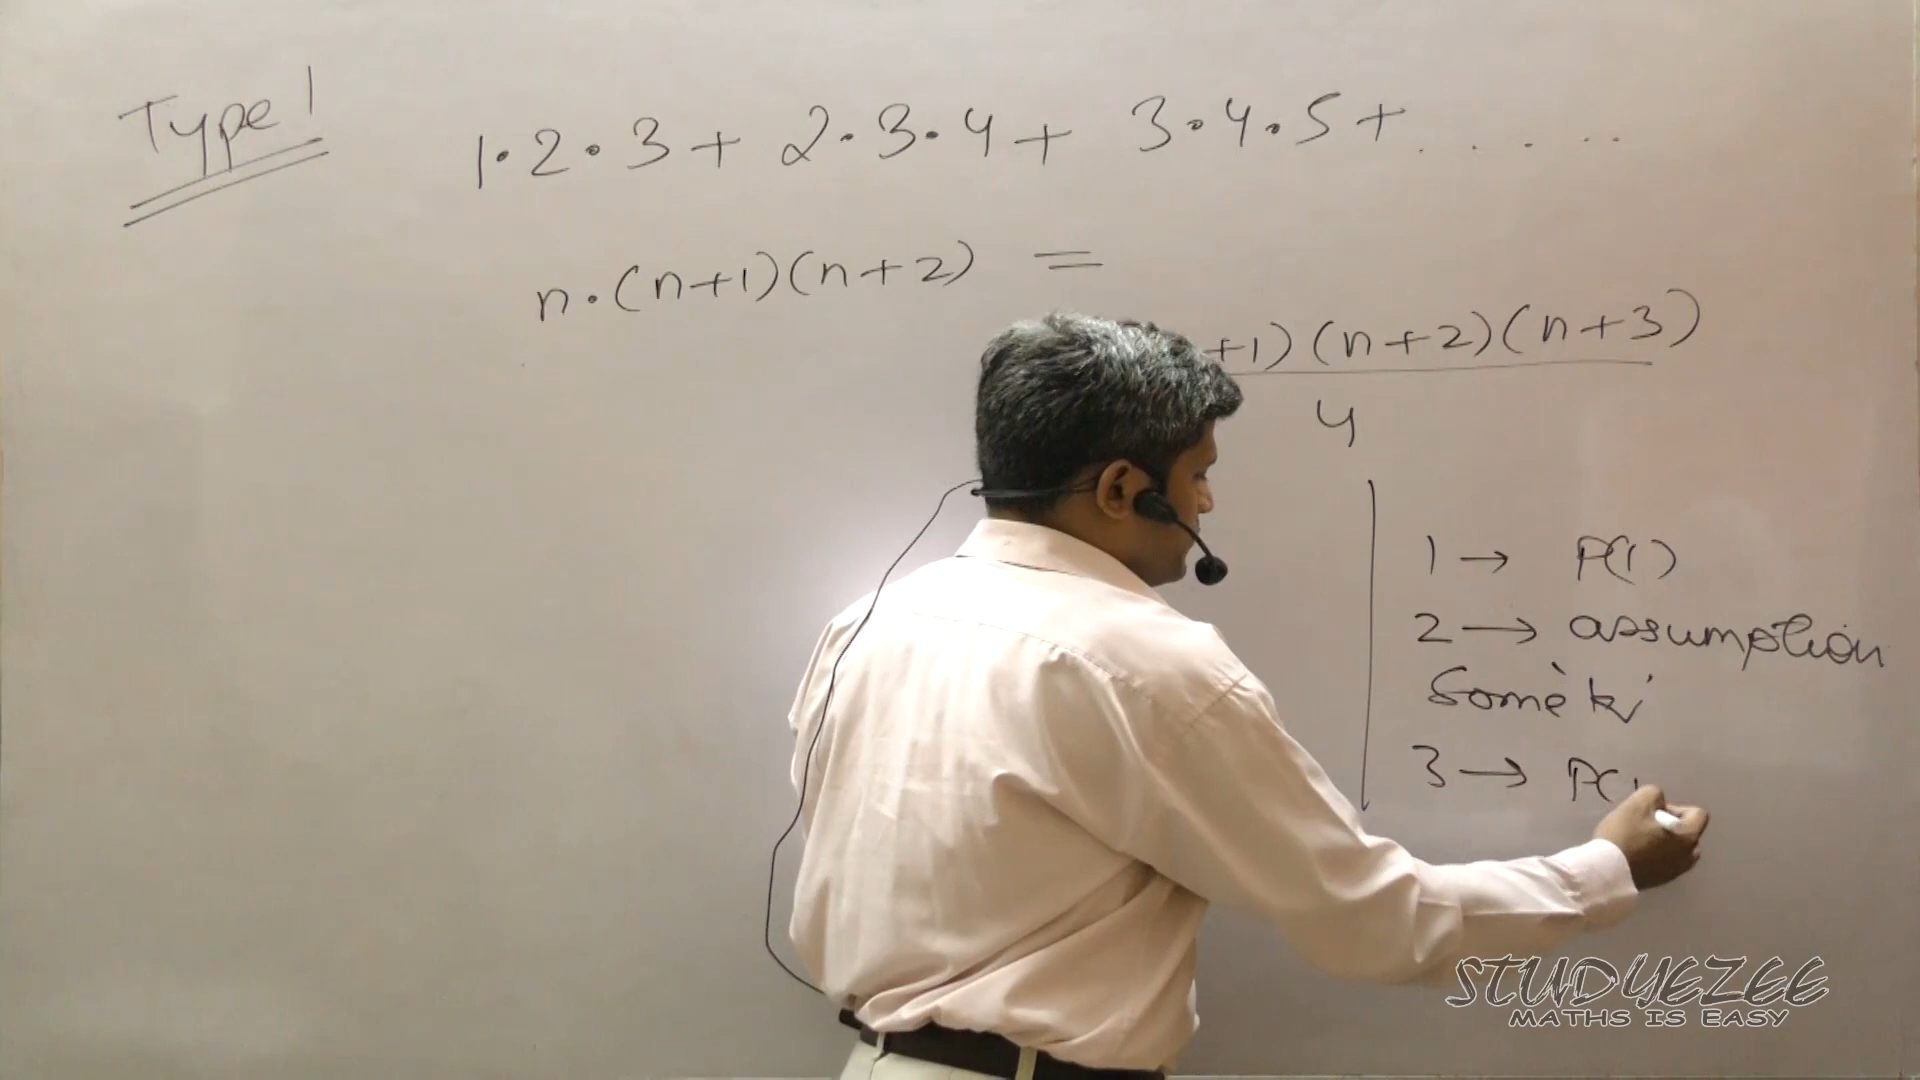 Type 1
1·2·3 + 2·3·4 + 3·4·5 + .....
n·(n+1)(n+2) =
+1)(n+2)(n+3)
4
1 → P(1)
2 → assumption
Some 'k'
3 → P(
STUDYEZEE
MATHS IS EASY